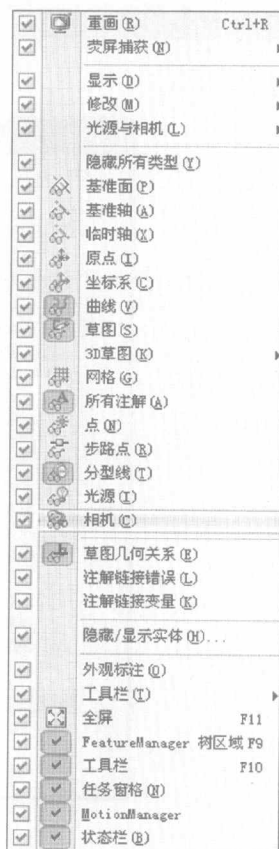 重画(R) Ctrl+R
荧屏捕获(N)
显示(D)
修改(M)
光源与相机(L)
隐藏所有类型(Y)
基准面(P)
基准轴(A)
临时轴(X)
原点(I)
坐标系(C)
曲线(V)
草图(S)
3D草图(K)
网格(G)
所有注解(A)
点(N)
步路点(R)
分型线(T)
光源(I)
相机(C)
草图几何关系(E)
注解链接错误(L)
注解链接变量(K)
隐藏/显示实体(H)...
外观标注(O)
工具栏(T)
全屏 F11
FeatureManager 树区域 F9
工具栏 F10
任务窗格(N)
MotionManager
状态栏(B)